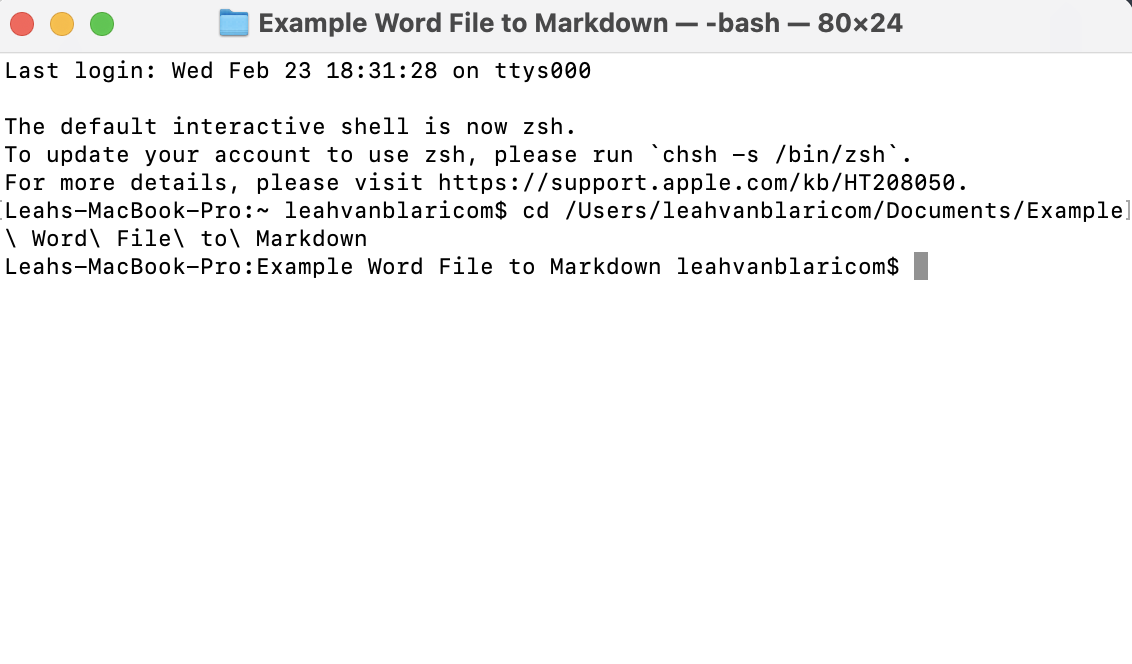 Example Word File to Markdown — -bash — 80×24
Last login: Wed Feb 23 18:31:28 on ttys000
The default interactive shell is now zsh.
To update your account to use zsh, please run `chsh -s /bin/zsh`.
For more details, please visit https://support.apple.com/kb/HT208050.
[Leahs-MacBook-Pro:~ leahvanblaricom$ cd /Users/leahvanblaricom/Documents/Example]
\ Word\ File\ to\ Markdown
Leahs-MacBook-Pro:Example Word File to Markdown leahvanblaricom$